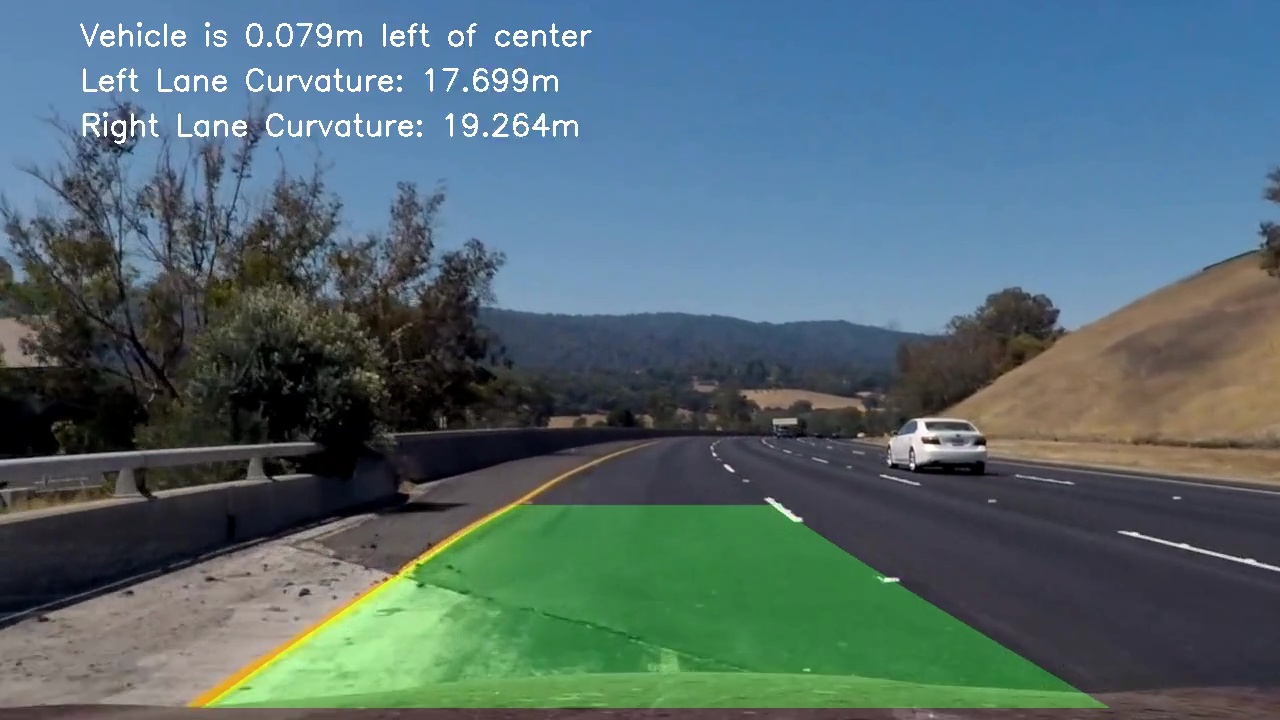 Vehicle is 0.079m left of center
Left Lane Curvature: 17.699m
Right Lane Curvature: 19.264m